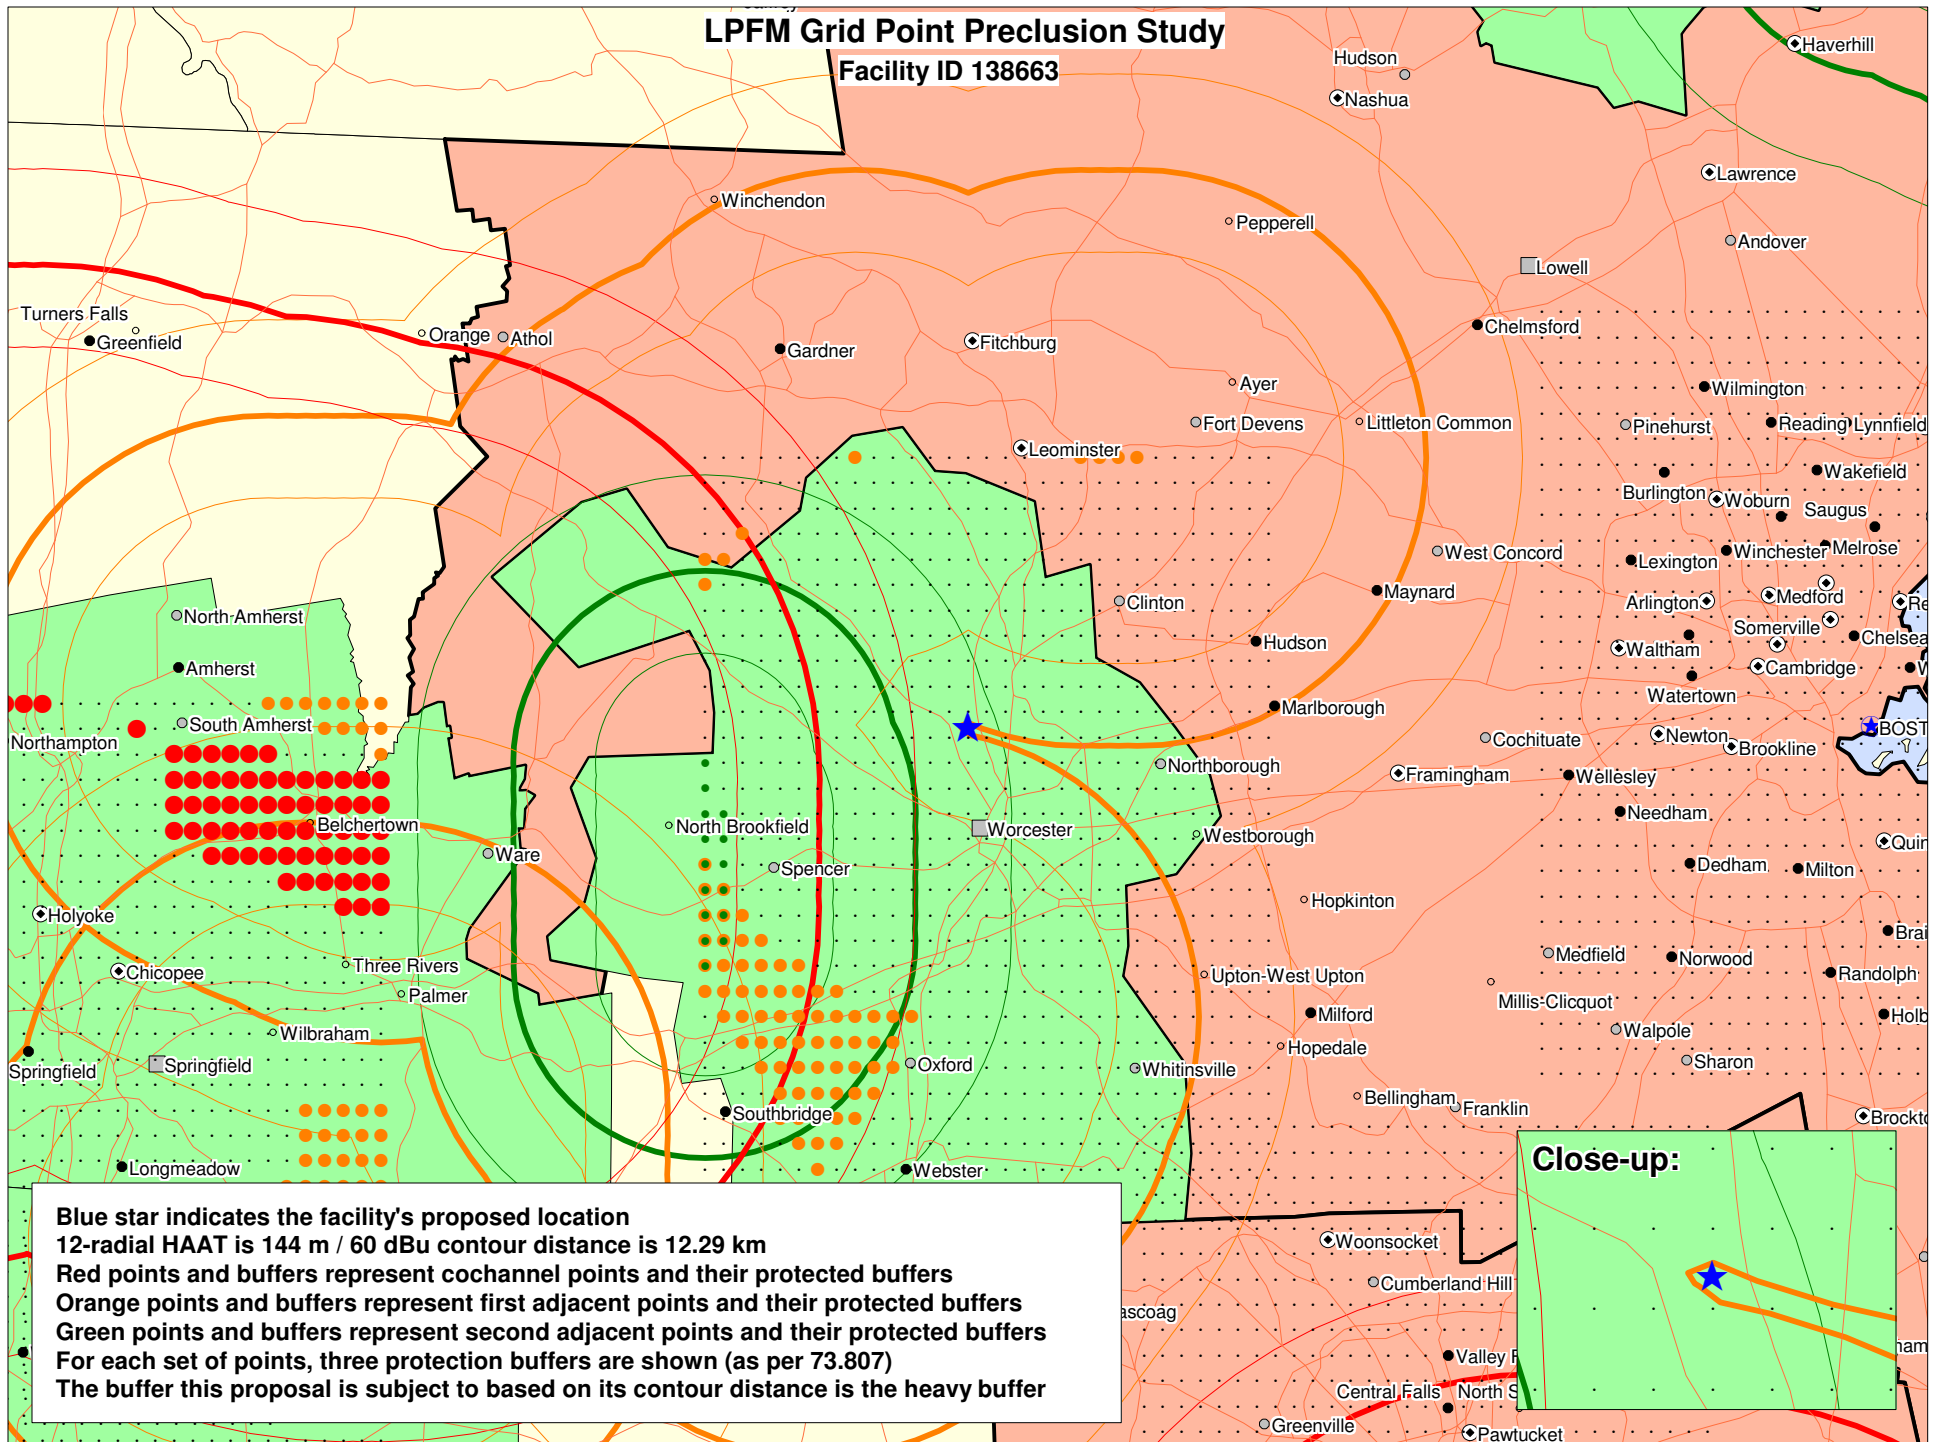 LPFM Grid Point Preclusion Study
Facility ID 138663
Hudson
Haverhill
Nashua
Lawrence
Winchendon
Pepperell
Andover
Lowell
Turners Falls
Greenfield
Orange
Athol
Gardner
Fitchburg
Chelmsford
Ayer
Wilmington
Fort Devens
Littleton Common
Pinehurst
Reading
Lynnfield
Leominster
Wakefield
Burlington
Woburn
Saugus
West Concord
Lexington
Winchester
Melrose
Clinton
Maynard
Arlington
Medford
Re
North Amherst
Hudson
Somerville
Chelsea
Waltham
Cambridge
W
Amherst
Watertown
South Amherst
Marlborough
Northampton
Cochituate
Newton
Brookline
BOST
Northborough
Framingham
Wellesley
Needham
Belchertown
North Brookfield
Worcester
Westborough
Quin
Ware
Spencer
Dedham
Milton
Hopkinton
Holyoke
Brai
Three Rivers
Medfield
Norwood
Chicopee
Upton-West Upton
Randolph
Palmer
Millis-Clicquot
Milford
Holb
Wilbraham
Walpole
Hopedale
Springfield
Springfield
Oxford
Whitinsville
Sharon
Bellingham
Franklin
Southbridge
Brockto
Longmeadow
Webster
Close-up:
Blue star indicates the facility's proposed location
12-radial HAAT is 144 m / 60 dBu contour distance is 12.29 km
Red points and buffers represent cochannel points and their protected buffers
Orange points and buffers represent first adjacent points and their protected buffers
Green points and buffers represent second adjacent points and their protected buffers
For each set of points, three protection buffers are shown (as per 73.807)
The buffer this proposal is subject to based on its contour distance is the heavy buffer
Woonsocket
Cumberland Hill
ascoag
Valley F
ham
Central Falls
North S
Greenville
Pawtucket